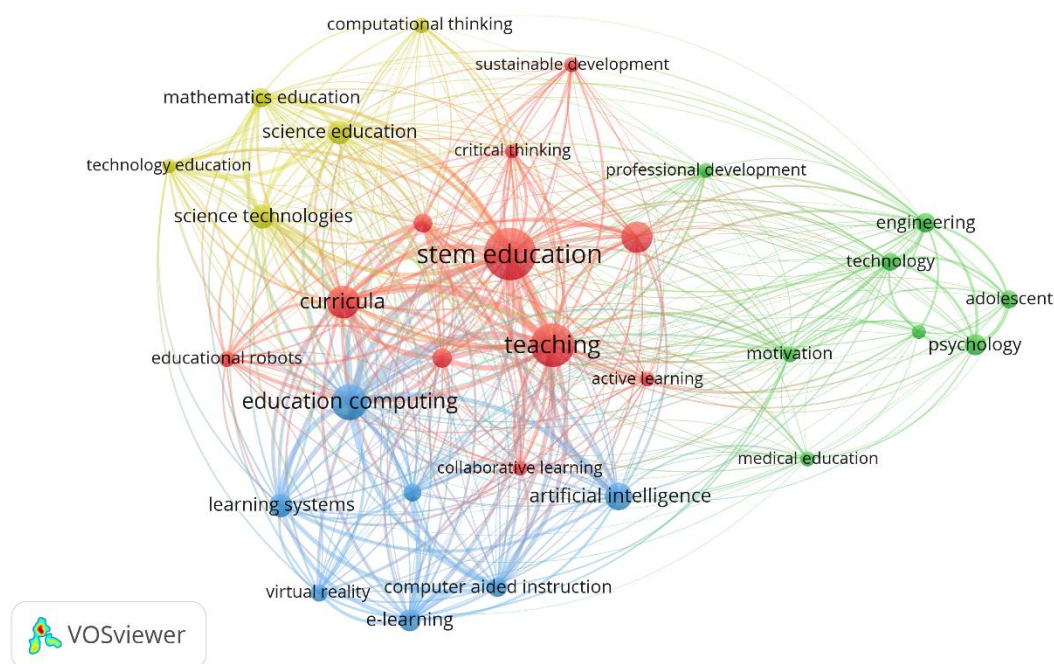 computational thinking
sustainable development
mathematics education
science education
critical thinking
technology education
professional development
science technologies
engineering
stem education
technology
adolescent
curricula
teaching
motivation
psychology
educational robots
active learning
education computing
medical education
collaborative learning
artificial intelligence
learning systems
computer aided instruction
virtual reality
e-learning
VOSviewer